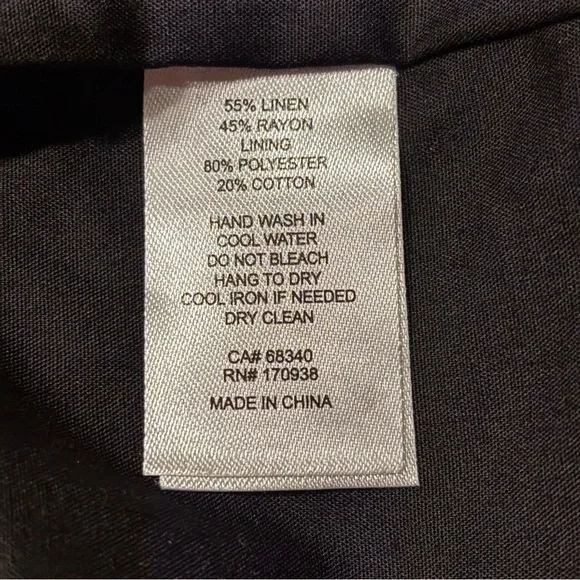 55% LINEN
45% RAYON
LINING
80% POLYESTER
20% COTTON
HAND WASH IN
COOL WATER
DO NOT BLEACH
HANG TO DRY
COOL IRON IF NEEDED
DRY CLEAN
CA# 68340
RN# 170938
MADE IN CHINA